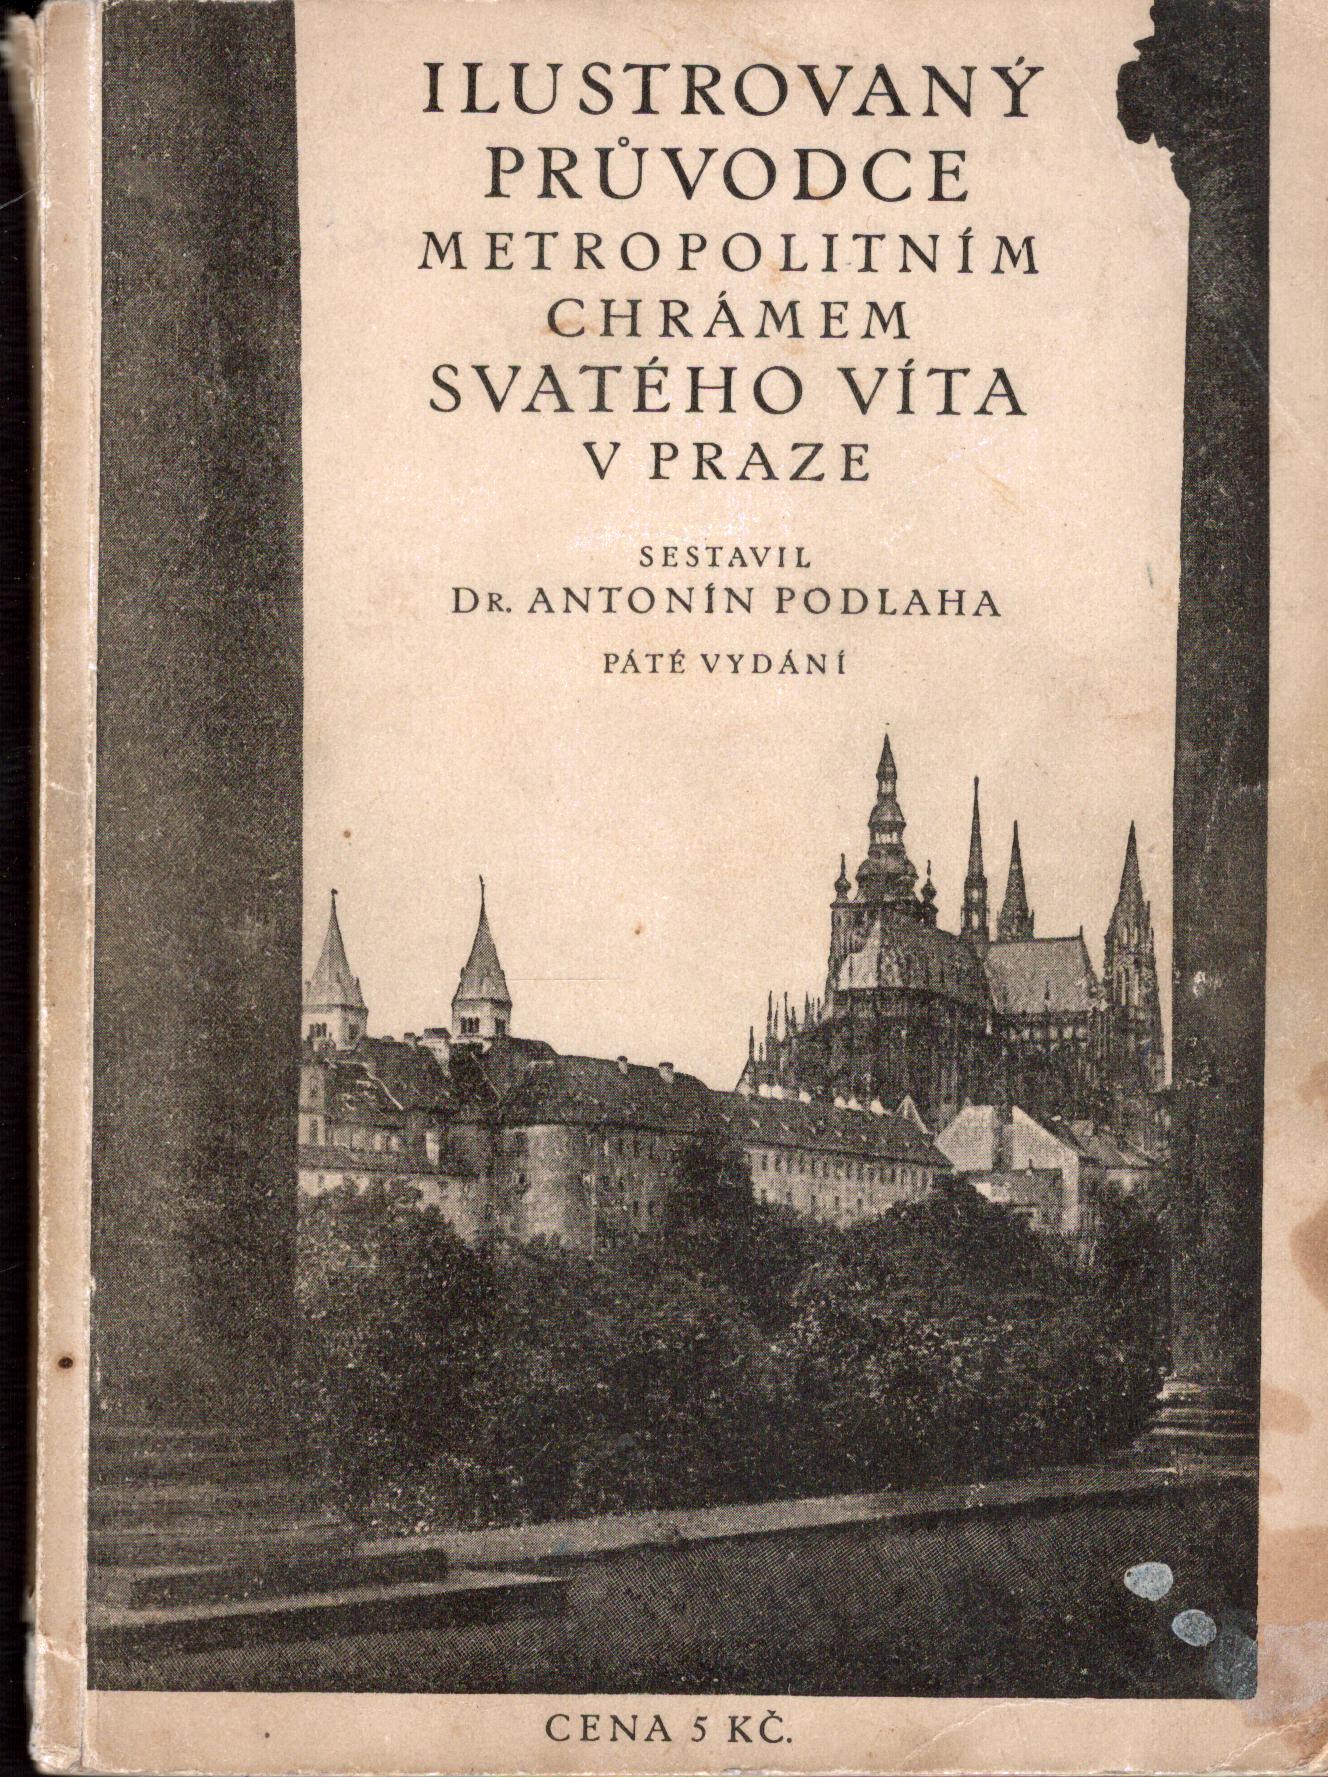 ILUSTROVANÝ
PRŮVODCE
METROPOLITNÍM
CHRÁMEM
SVATÉHO VÍTA
V PRAZE
SESTAVIL
DR. ANTONÍN PODLAHA
PÁTÉ VYDÁNÍ
CENA 5 KČ.